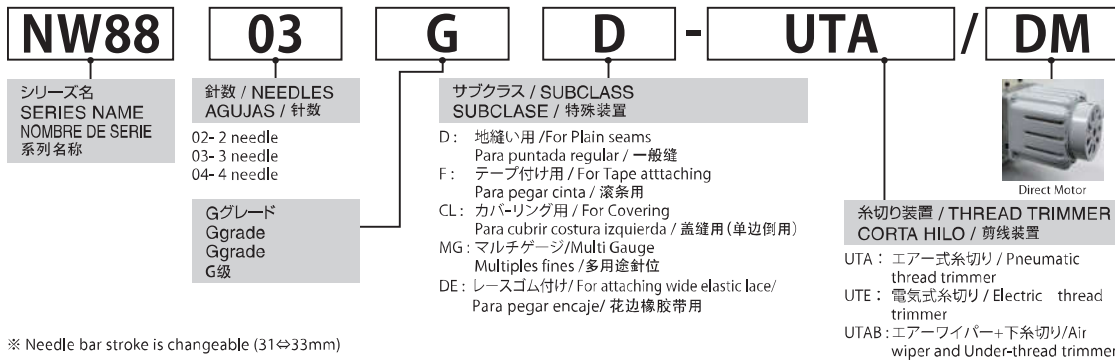 NW88 03 G D - UTA / DM
シリーズ名
SERIES NAME
NOMBRE DE SERIE
系列名称
針数 / NEEDLES
AGUJAS / 针数
02- 2 needle
03- 3 needle
04- 4 needle
Gグレード
Ggrade
Ggrade
G级
サブクラス / SUBCLASS
SUBCLASE / 特殊装置
D : 地縫い用 /For Plain seams
Para puntada regular / 一般缝
F : テープ付け用 / For Tape atttaching
Para pegar cinta / 滚条用
CL : カバーリング用 / For Covering
Para cubrir costura izquierda / 盖缝用(单边倒用)
MG : マルチゲージ/Multi Gauge
Multiples fines /多用途針位
DE : レースゴム付け/ For attaching wide elastic lace/
Para pegar encaje/ 花边橡胶带用
Direct Motor
糸切り装置 / THREAD TRIMMER
CORTA HILO / 剪线装置
UTA : エアー式糸切り / Pneumatic
thread trimmer
UTE : 電気式糸切り / Electric thread
trimmer
UTAB : エアーワイパー+下糸切り/Air
wiper and Under-thread trimmer
※ Needle bar stroke is changeable (31⇔33mm)